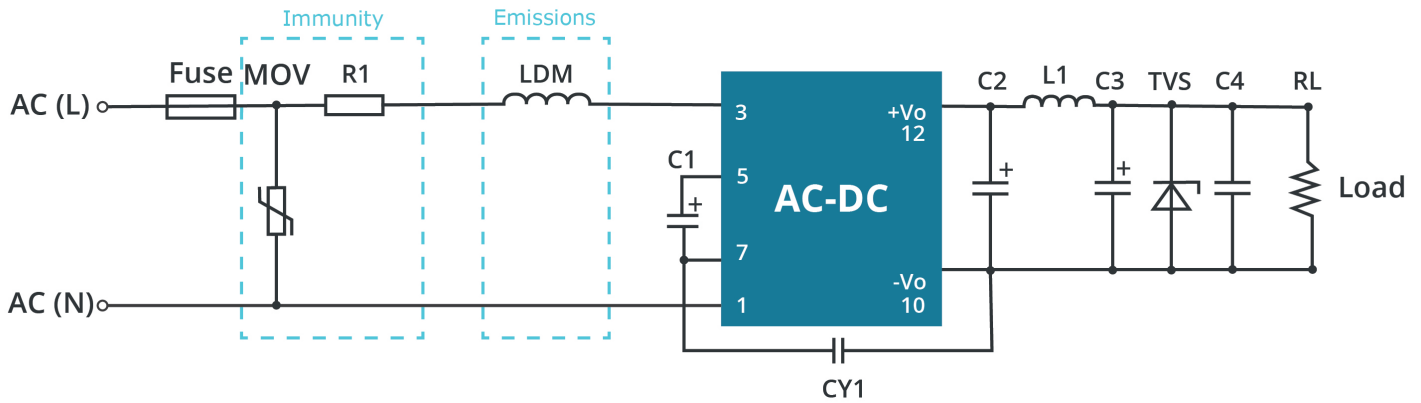 Immunity
Emissions
Fuse MOV R1 LDM
C2 L1 C3 TVS C4 RL
AC (L)
3
+Vo
12
C1
+
5
+
+
AC-DC
Load
+
7
-Vo
AC (N)
1
10
CY1